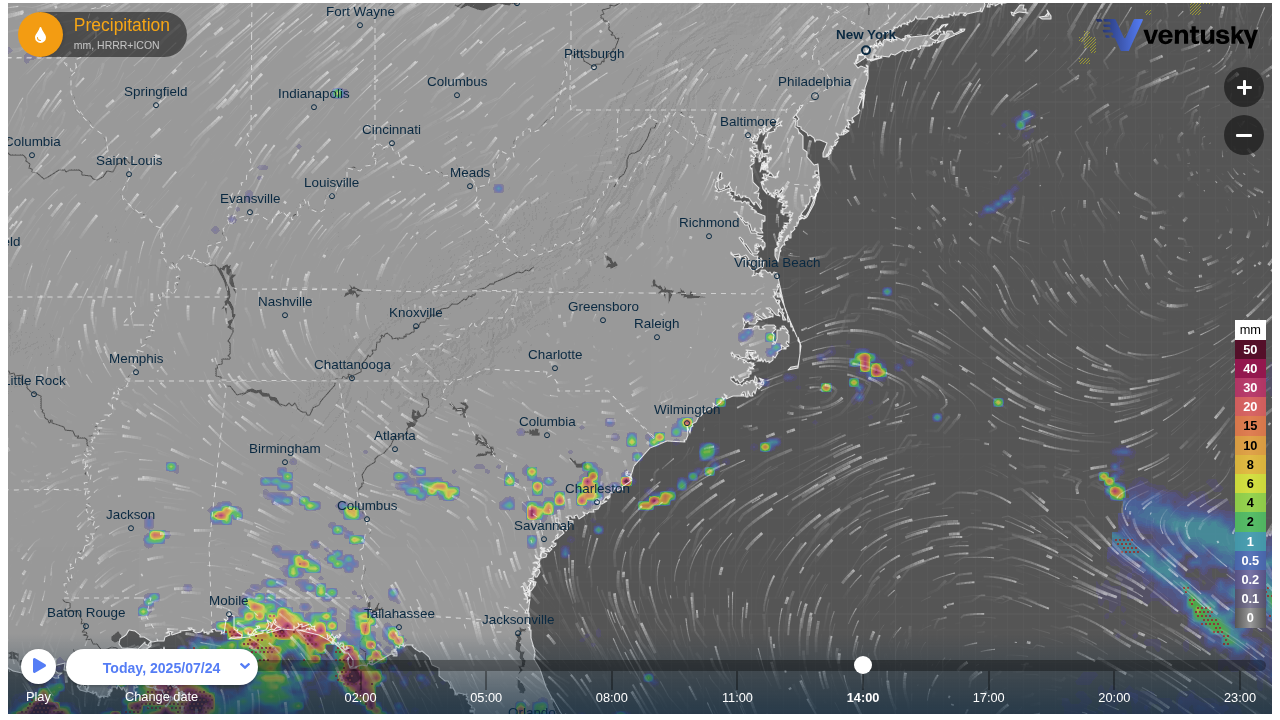 Precipitation
mm, HRRR+ICON
ventusky
Fort Wayne
New York
Pittsburgh
Philadelphia
Columbus
Springfield
Indianapolis
Baltimore
Cincinnati
Columbia
Saint Louis
Meads
Louisville
Evansville
Richmond
eld
Virginia Beach
Nashville
Knoxville
Greensboro
Raleigh
Memphis
Charlotte
Chattanooga
Little Rock
Wilmington
Columbia
Atlanta
Birmingham
Charleston
Columbus
Jackson
Savannah
Mobile
Baton Rouge
Tallahassee
Jacksonville
Orlando
mm
50
40
30
20
15
10
8
6
4
2
1
0.5
0.2
0.1
0
Today, 2025/07/24
Play
Change date
02:00
05:00
08:00
11:00
14:00
17:00
20:00
23:00